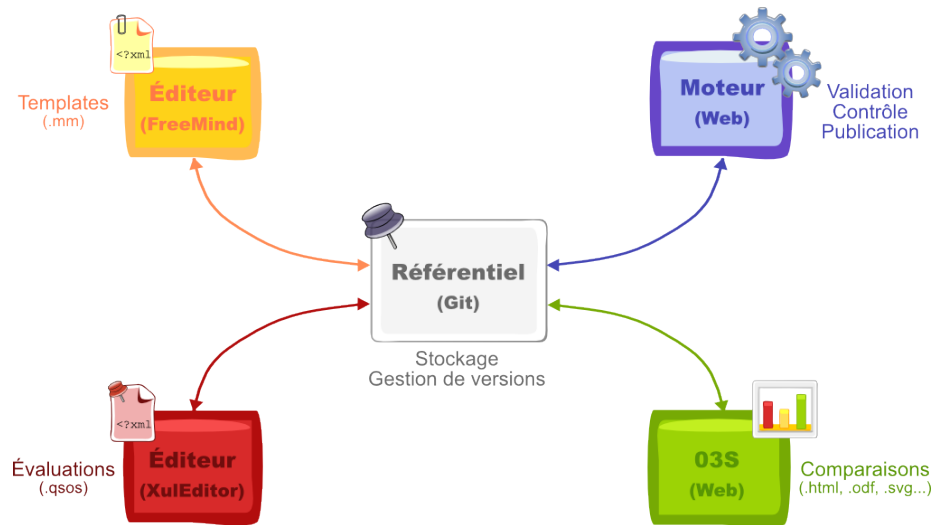 <?xml
Éditeur
(FreeMind)
Templates
(.mm)
Moteur
(Web)
Validation
Contrôle
Publication
Référentiel
(Git)
Stockage
Gestion de versions
<?xml
Éditeur
(XulEditor)
Évaluations
(.qsos)
03S
(Web)
Comparaisons
(.html, .odf, .svg...)